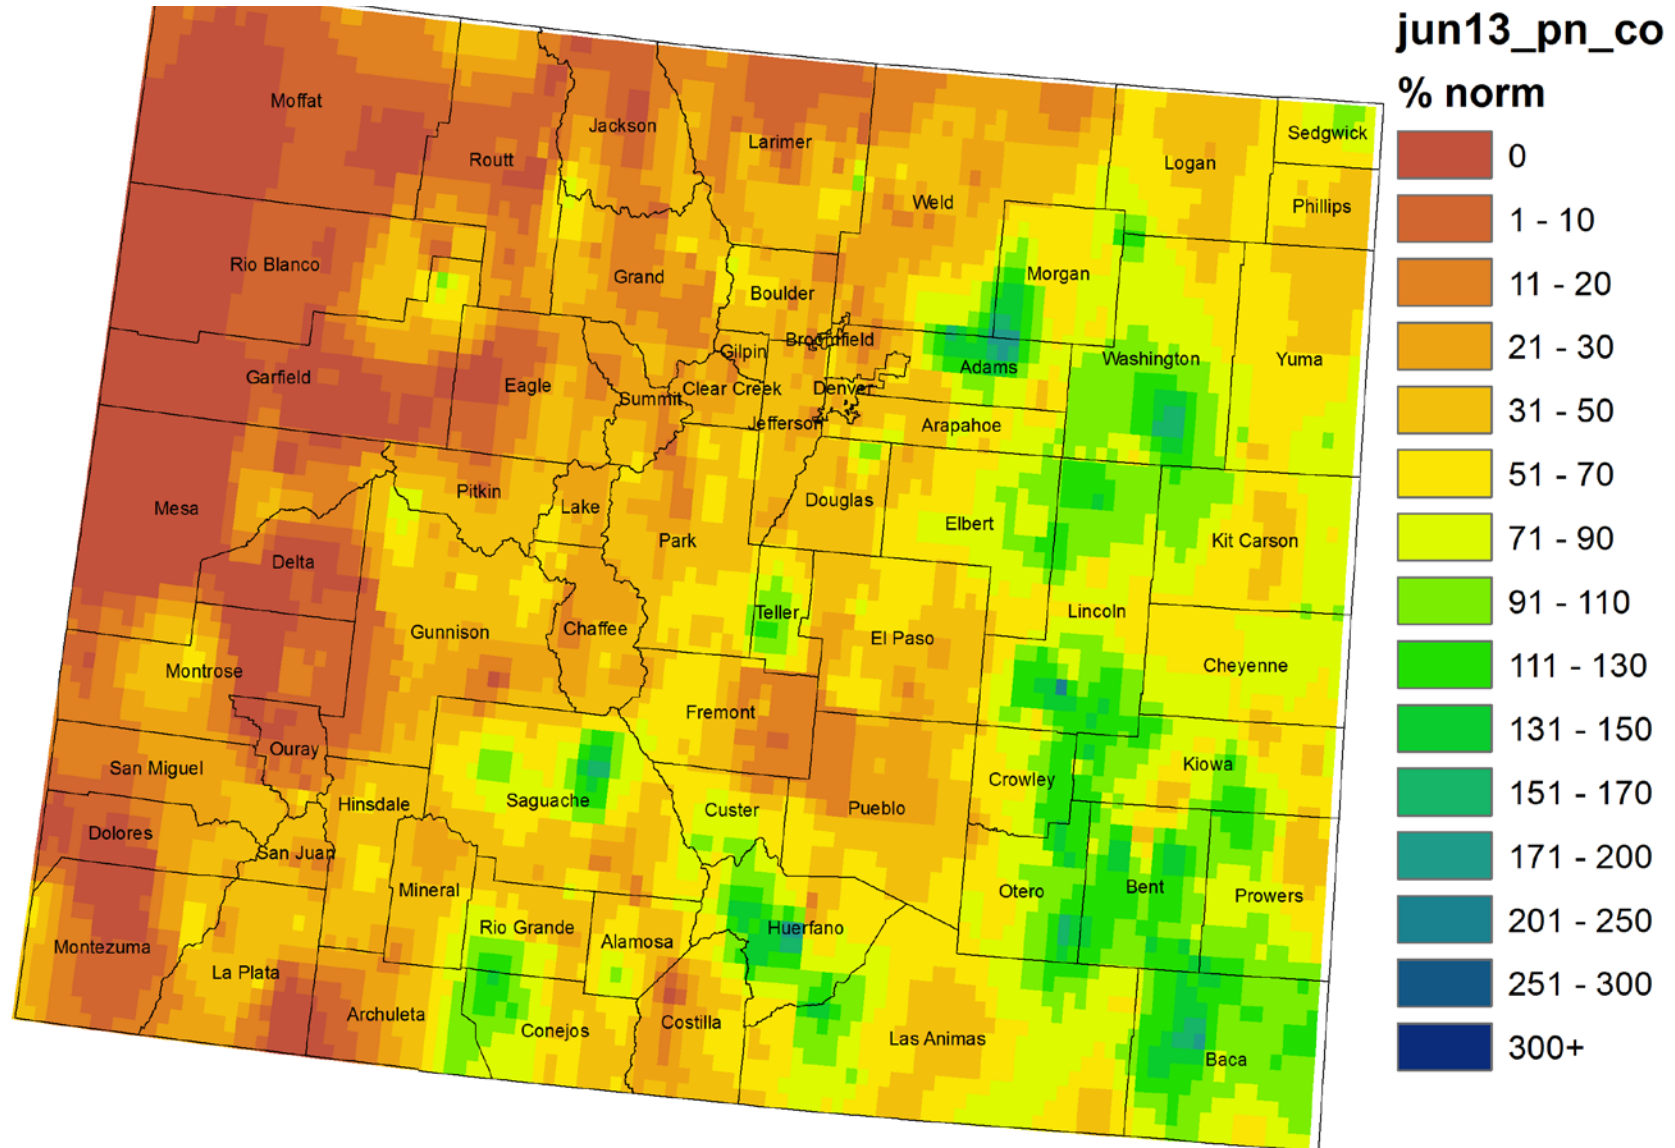 jun13_pn_co
% norm
0
1 - 10
11 - 20
21 - 30
31 - 50
51 - 70
71 - 90
91 - 110
111 - 130
131 - 150
151 - 170
171 - 200
201 - 250
251 - 300
300+
Moffat
Routt
Jackson
Larimer
Weld
Logan
Sedgwick
Phillips
Rio Blanco
Grand
Boulder
Morgan
Garfield
Eagle
Summit
Gilpin
Clear Creek
Broomfield
Denver
Jefferson
Adams
Arapahoe
Washington
Yuma
Mesa
Pitkin
Lake
Park
Douglas
Elbert
Kit Carson
Delta
Gunnison
Chaffee
Teller
El Paso
Lincoln
Cheyenne
Montrose
Fremont
Ouray
San Miguel
Hinsdale
Saguache
Custer
Pueblo
Crowley
Kiowa
Dolores
San Juan
Mineral
Rio Grande
Alamosa
Huerfano
Otero
Bent
Prowers
Montezuma
La Plata
Archuleta
Conejos
Costilla
Las Animas
Baca